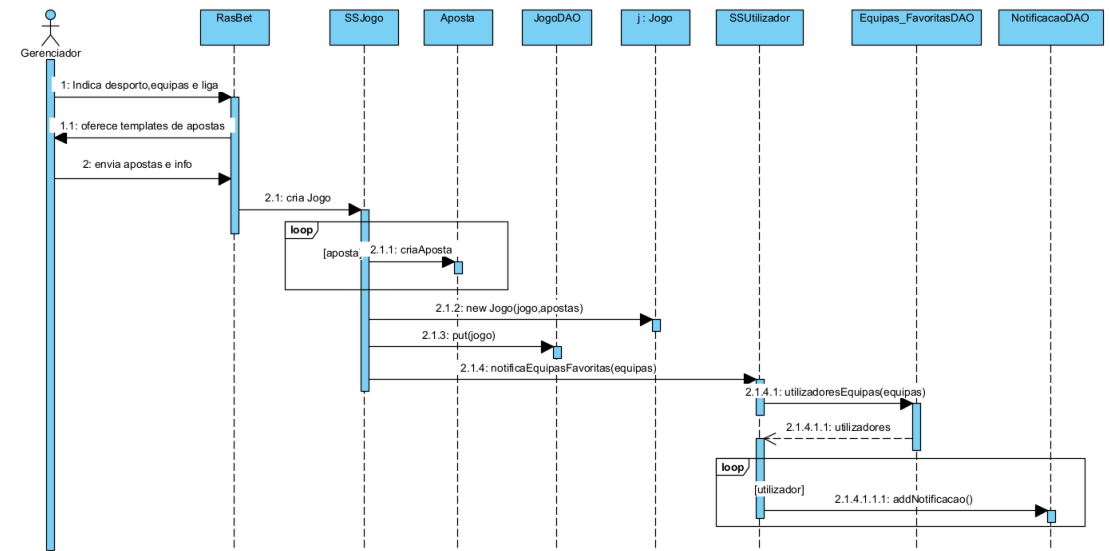 RasBet
SSJogo
Aposta
JogoDAO
j : Jogo
SSUtilizador
Equipas_FavoritasDAO
NotificacaoDAO
Gerenciador
1: Indica desporto,equipas e liga
1.1: oferece templates de apostas
2: envia apostas e info
2.1: cria Jogo
loop
[aposta]
2.1.1: criaAposta
2.1.2: new Jogo(jogo,apostas)
2.1.3: put(jogo)
2.1.4: notificaEquipasFavoritas(equipas)
2.1.4.1: utilizadoresEquipas(equipas)
2.1.4.1.1: utilizadores
loop
[utilizador]
2.1.4.1.1.1: addNotificacao()